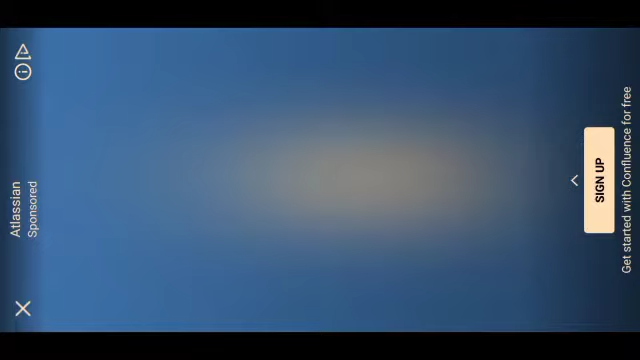 Atlassian
Sponsored
SIGN UP
Get started with Confluence for free